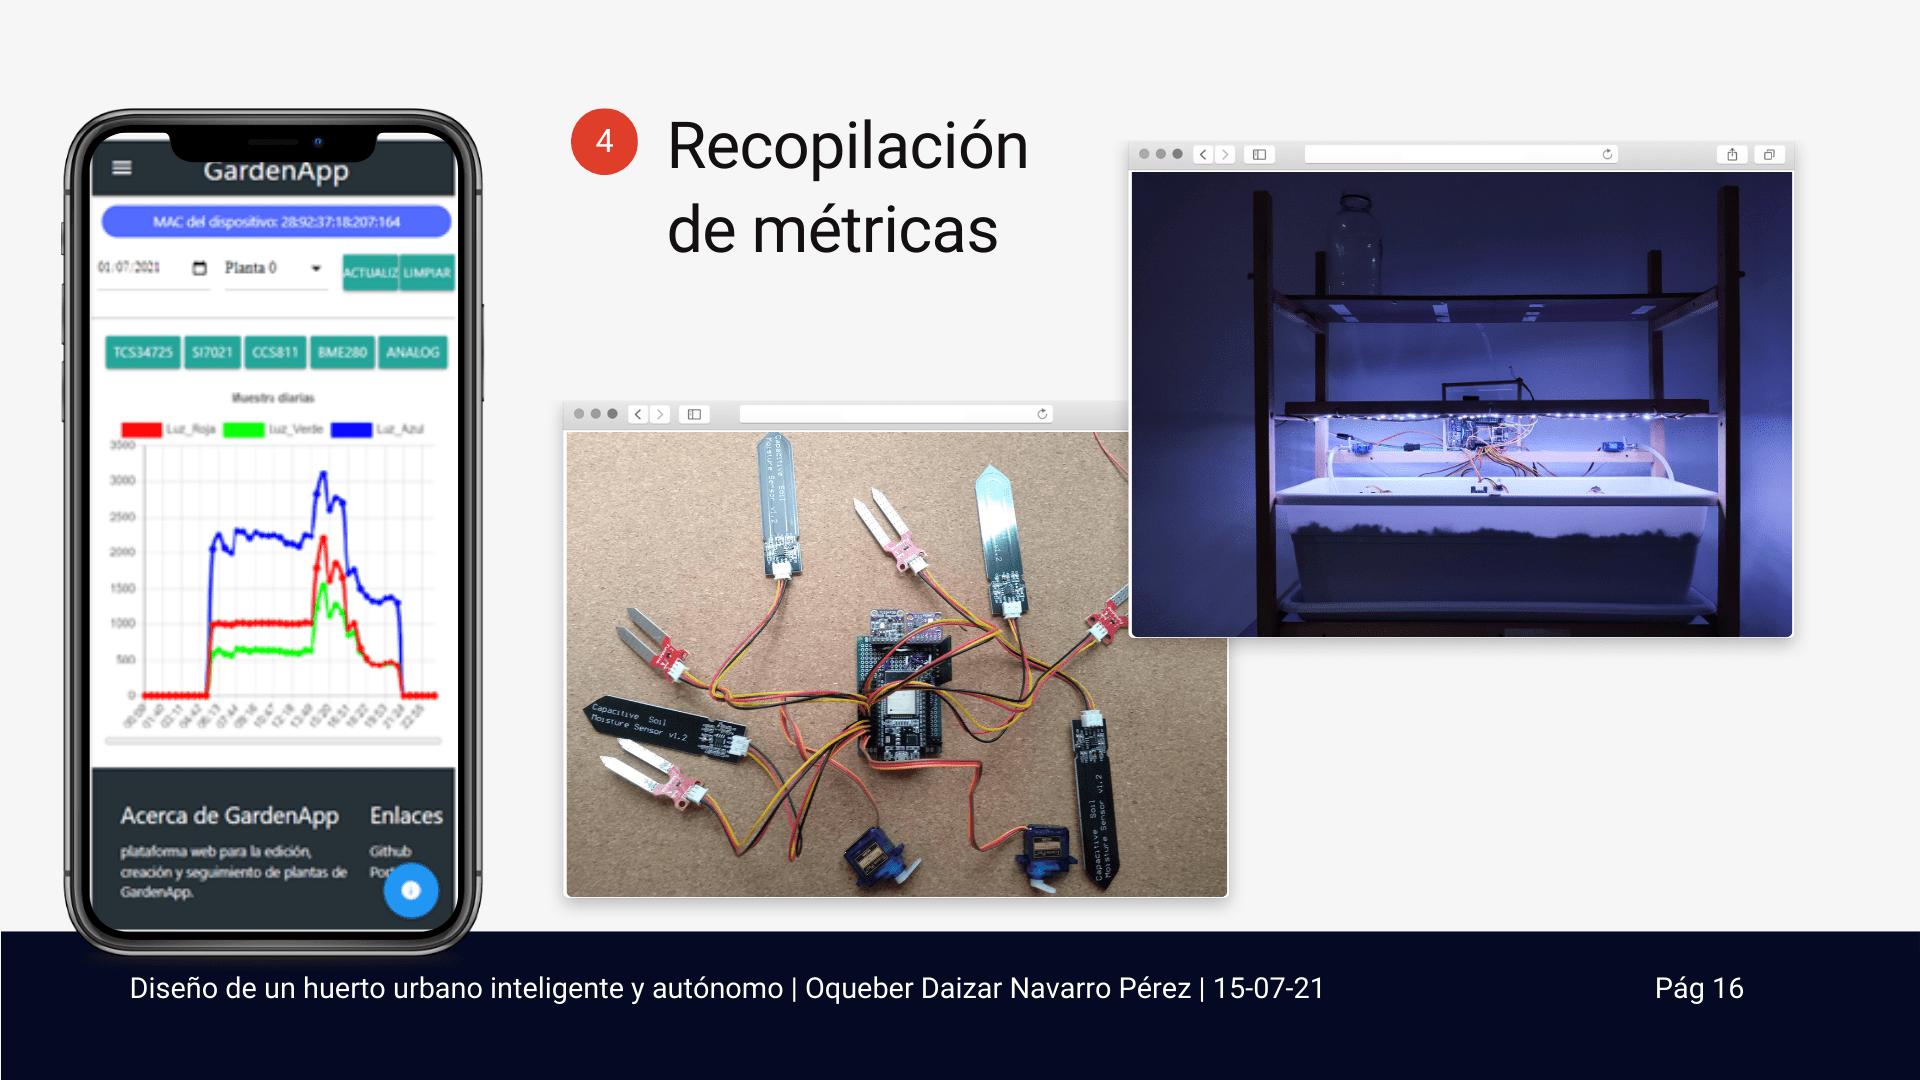 4
Recopilación
de métricas
GardenApp
MAC del dispositivo: 28:92:37:18:207:164
01/07/2021
Planta 0
ACTUALIZ
LIMPIAR
TCS34725
SI7021
CCS811
BME280
ANALOG
Muestra diarias
Luz_Roja
Luz_Verde
Luz_Azul
3500
3000
2500
2000
1500
1000
500
0
Acerca de GardenApp
plataforma web para la edición,
creación y seguimiento de plantas de
GardenApp.
Enlaces
Github
Capacitive Soil
Moisture Sensor v1.2
Capacitive Soil
Moisture Sensor v1.2
Capacitive Soil
Moisture Sensor v1.2
Diseño de un huerto urbano inteligente y autónomo | Oqueber Daizar Navarro Pérez | 15-07-21
Pág 16